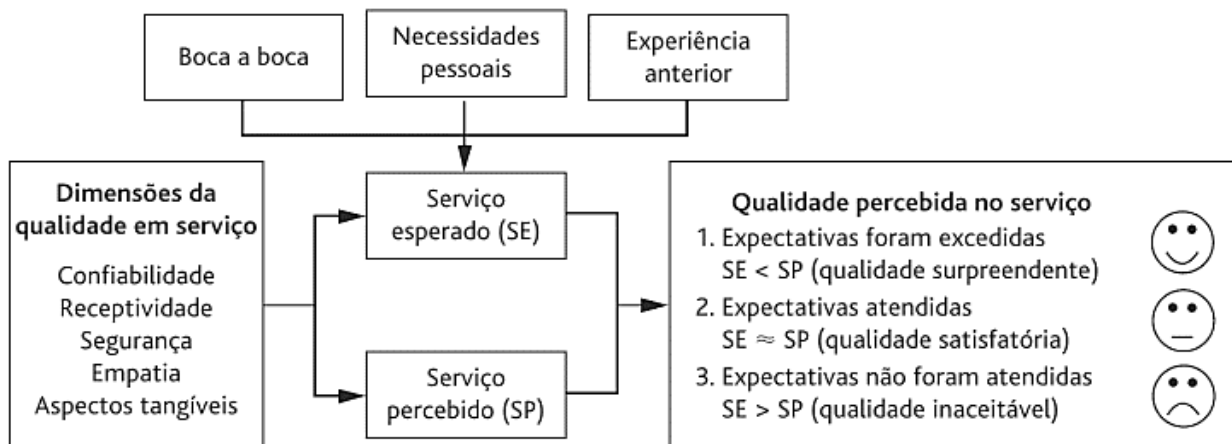 Boca a boca
Necessidades
pessoais
Experiência
anterior
Dimensões da
qualidade em serviço
Confiabilidade
Receptividade
Segurança
Empatia
Aspectos tangíveis
Serviço
esperado (SE)
Serviço
percebido (SP)
Qualidade percebida no serviço
1. Expectativas foram excedidas
SE < SP (qualidade surpreendente)
2. Expectativas atendidas
SE ≈ SP (qualidade satisfatória)
3. Expectativas não foram atendidas
SE > SP (qualidade inaceitável)